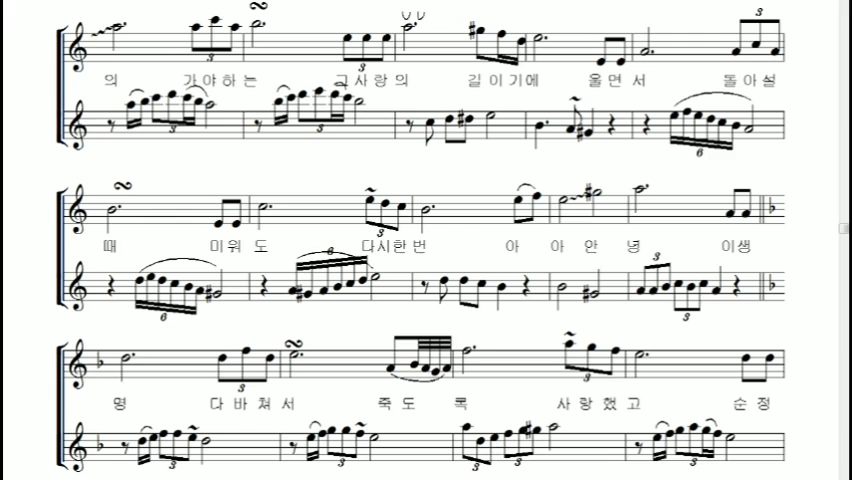 의 가야하는 그사랑의 길이기에 울면서 돌아설
때 미워도 다시한번 아 아 안 녕 이생
명 다바쳐서 죽도록 사랑했고 순정